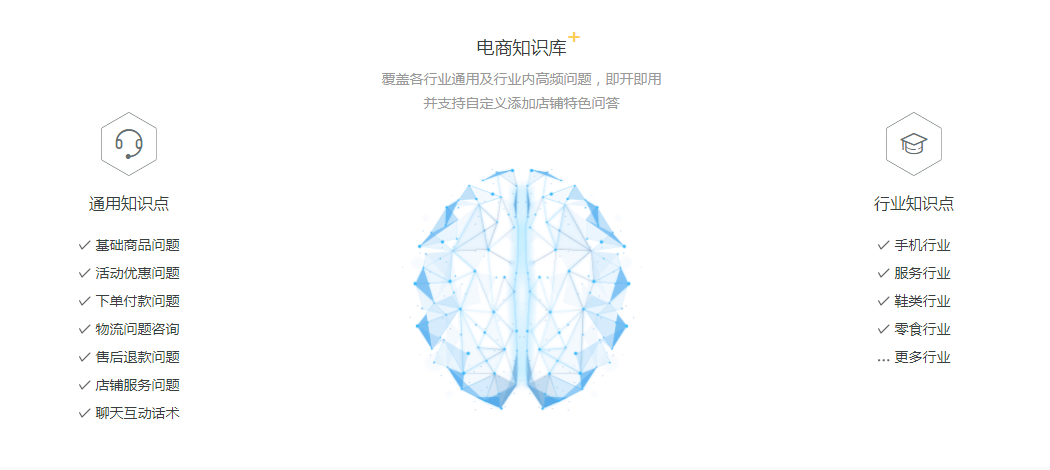 电商知识库
覆盖各行业通用及行业内高频问题，即开即用
并支持自定义添加店铺特色问答
通用知识点
基础商品问题
活动优惠问题
下单付款问题
物流问题咨询
售后退款问题
店铺服务问题
聊天互动话术
行业知识点
手机行业
服务行业
鞋类行业
零食行业
... 更多行业